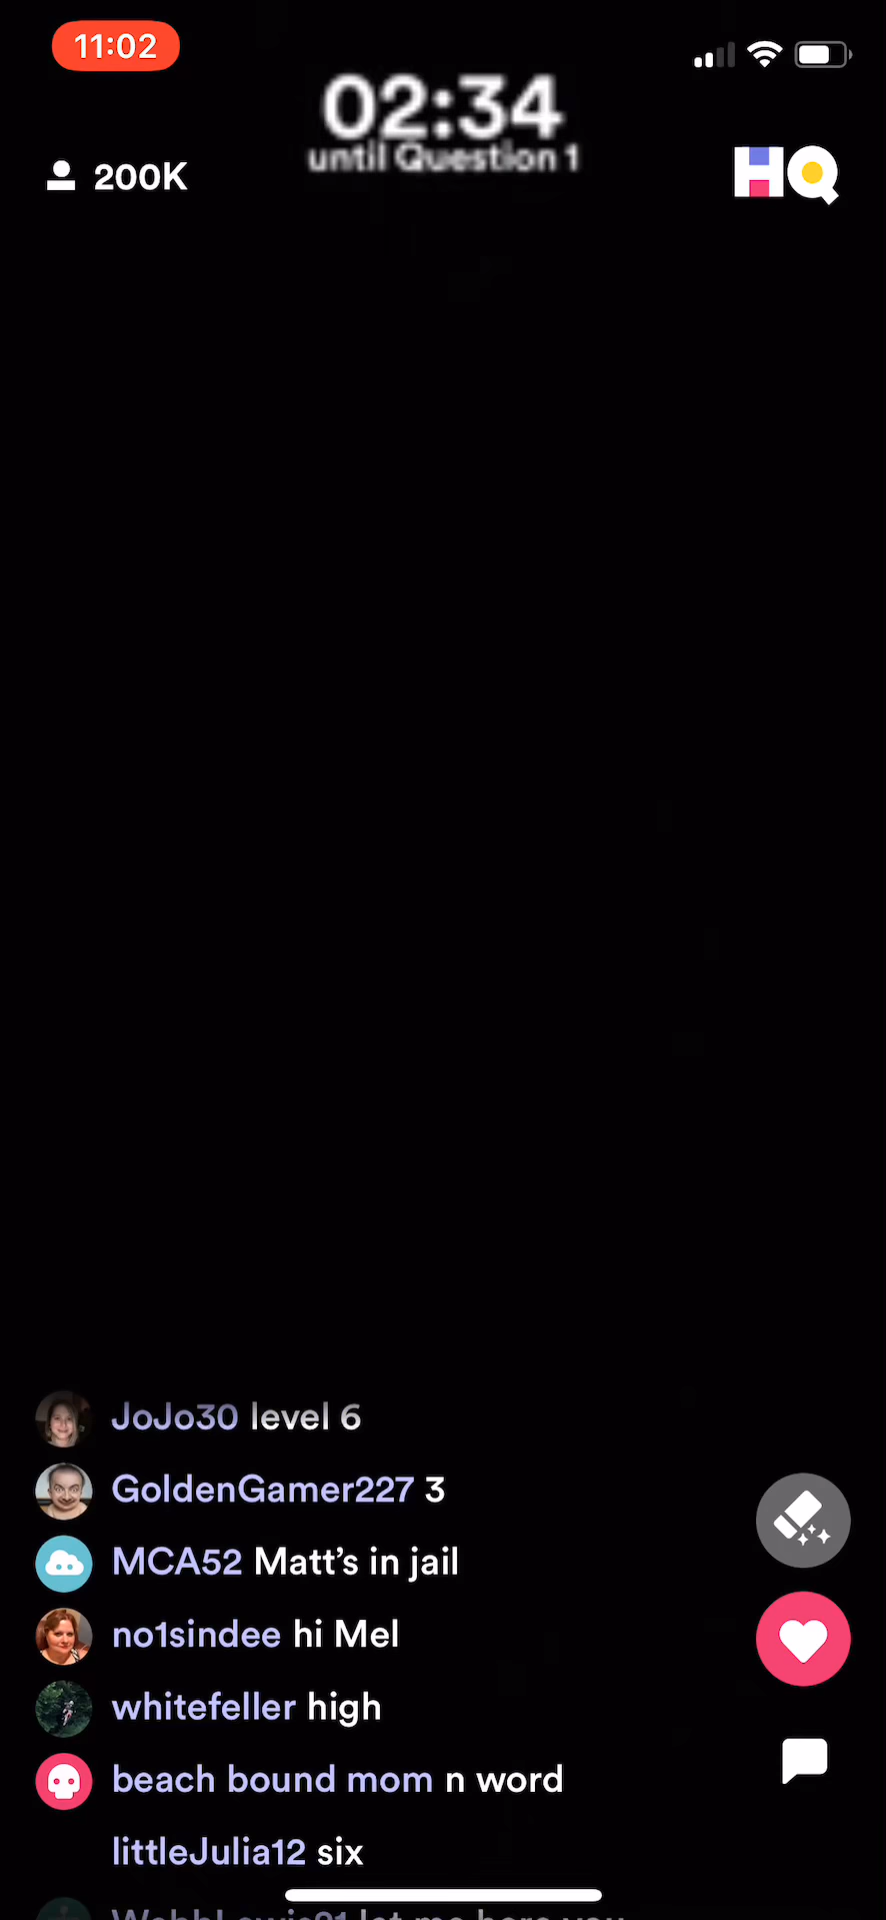 11:02
02:34
until Question 1
200K
HQ
JoJo30 level 6
GoldenGamer227 3
MCA52 Matt's in jail
no1sindee hi Mel
whitefeller high
beach bound mom n word
littleJulia12 six